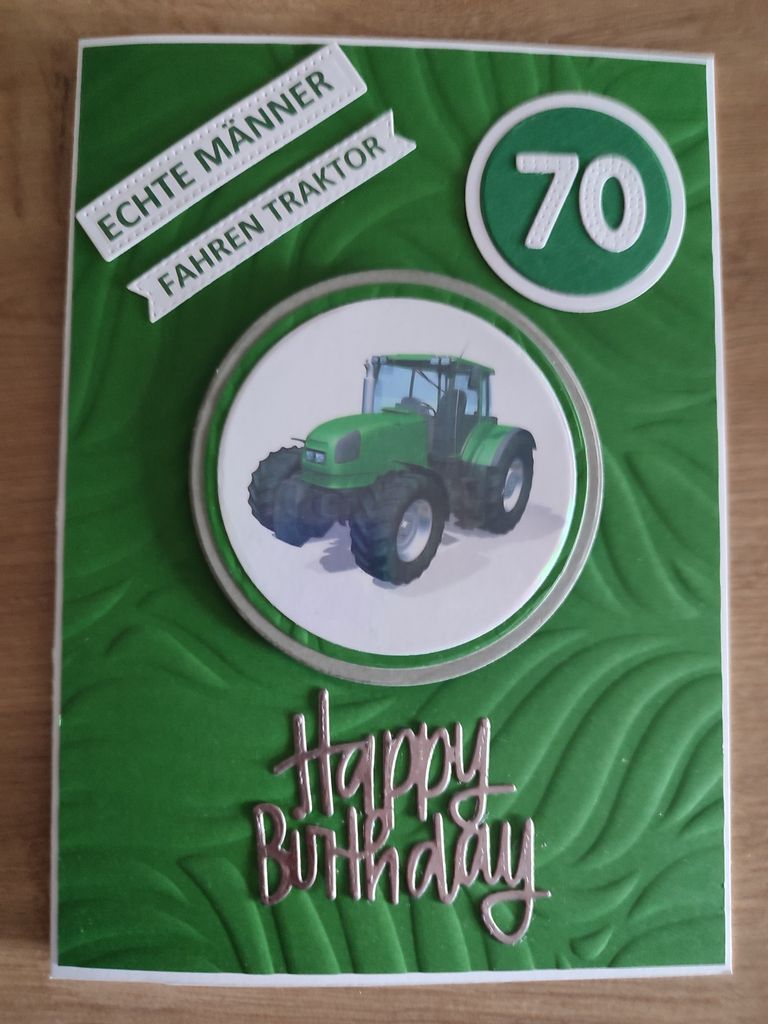 ECHTE MÄNNER
FAHREN TRAKTOR
70
Happy
Birthday